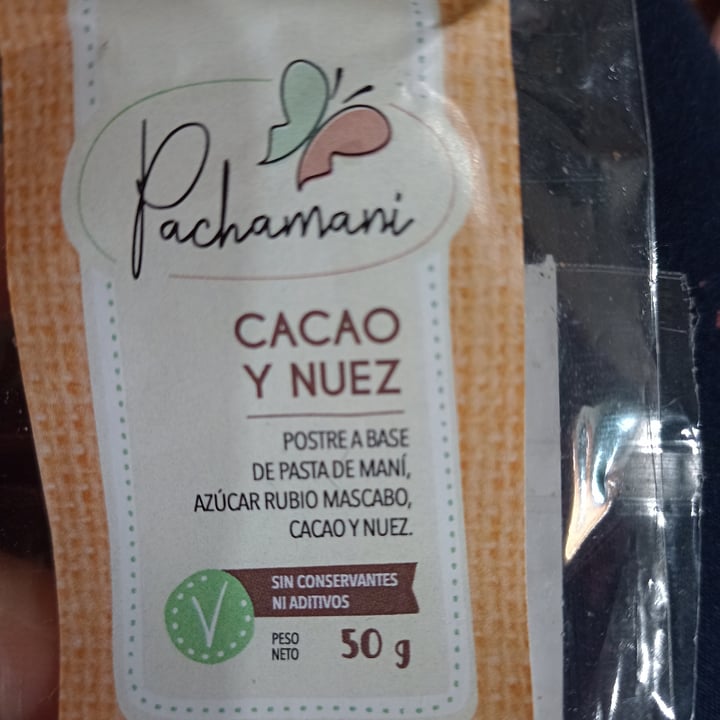 Pachamani
CACAO
Y NUEZ
POSTRE A BASE
DE PASTA DE MANÍ,
AZÚCAR RUBIO MASCABO,
CACAO Y NUEZ.
SIN CONSERVANTES
NI ADITIVOS
V
PESO
NETO
50 g